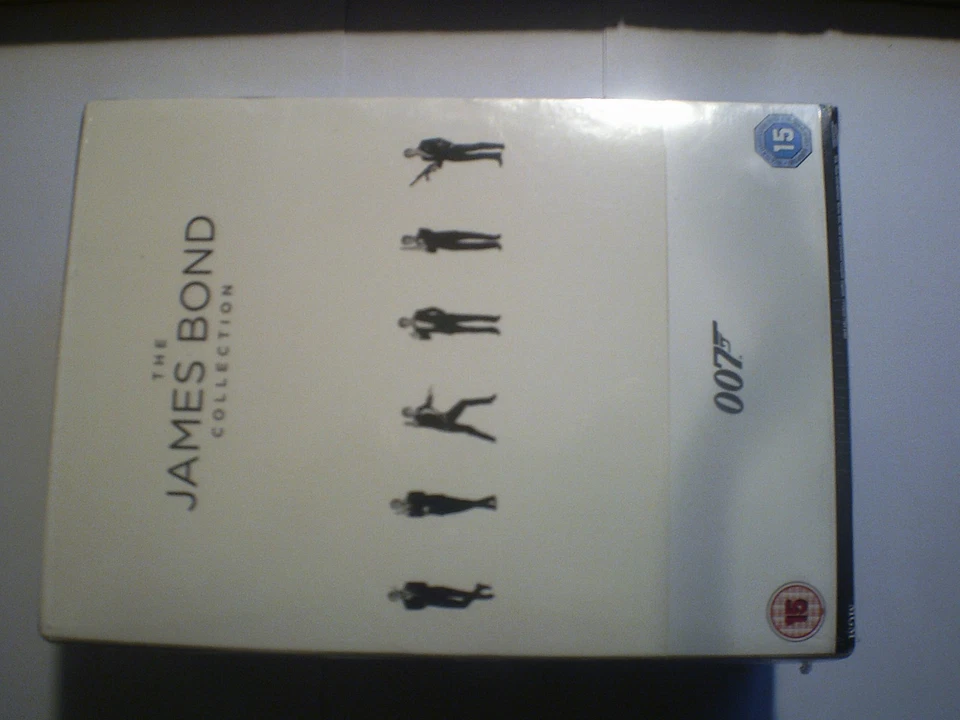 THE
JAMES BOND
COLLECTION
007
15
15